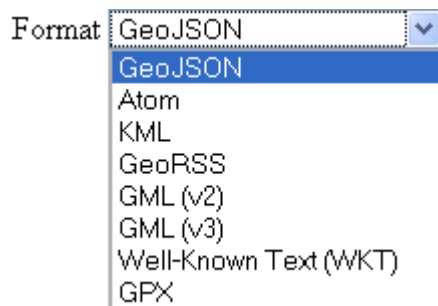 Format GeoJSON
GeoJSON
Atom
KML
GeoRSS
GML (v2)
GML (v3)
Well-Known Text (WKT)
GPX